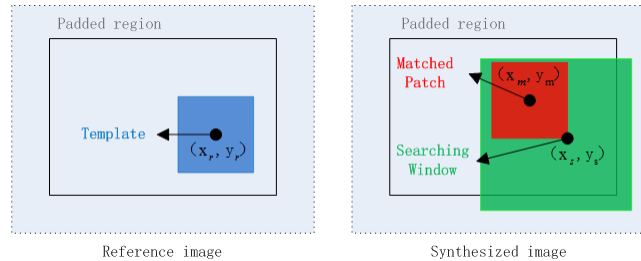 Padded region
Template
(x_r, y_r)
Reference image
Padded region
Matched
Patch
(x_m, y_m)
Searching
Window
(x_s, y_s)
Synthesized image